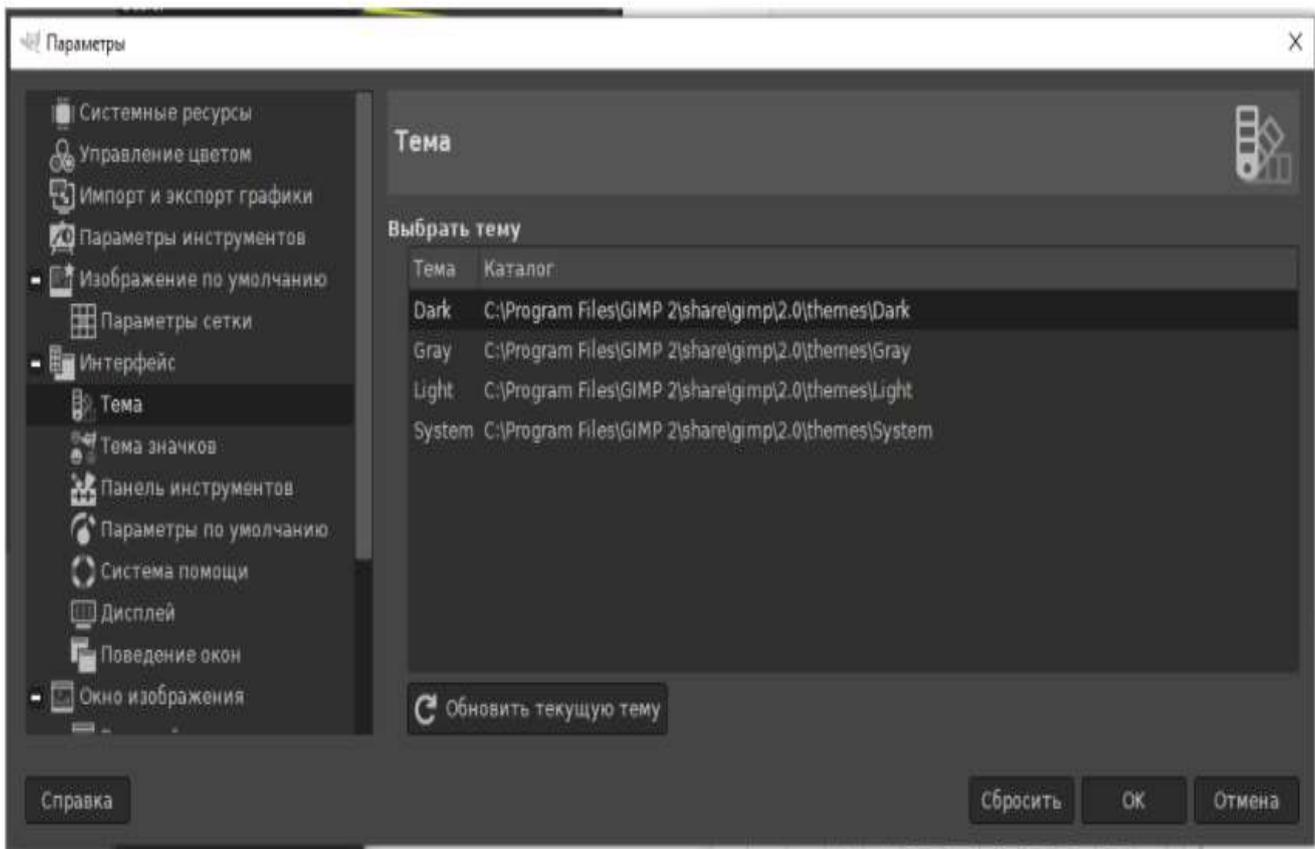 Параметры
X
Системные ресурсы
Управление цветом
Импорт и экспорт графики
Параметры инструментов
Изображение по умолчанию
Параметры сетки
Интерфейс
Тема
Тема значков
Панель инструментов
Параметры по умолчанию
Система помощи
Дисплей
Поведение окон
Окно изображения
Тема
Выбрать тему
Тема Каталог
Dark C:\Program Files\GIMP 2\share\gimp\2.0\themes\Dark
Gray C:\Program Files\GIMP 2\share\gimp\2.0\themes\Gray
Light C:\Program Files\GIMP 2\share\gimp\2.0\themes\Light
System C:\Program Files\GIMP 2\share\gimp\2.0\themes\System
Обновить текущую тему
Справка
Сбросить
OK
Отмена